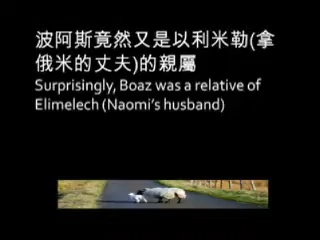 波阿斯竟然又是以利米勒(拿
俄米的丈夫)的親屬
Surprisingly, Boaz was a relative of
Elimelech (Naomi's husband)